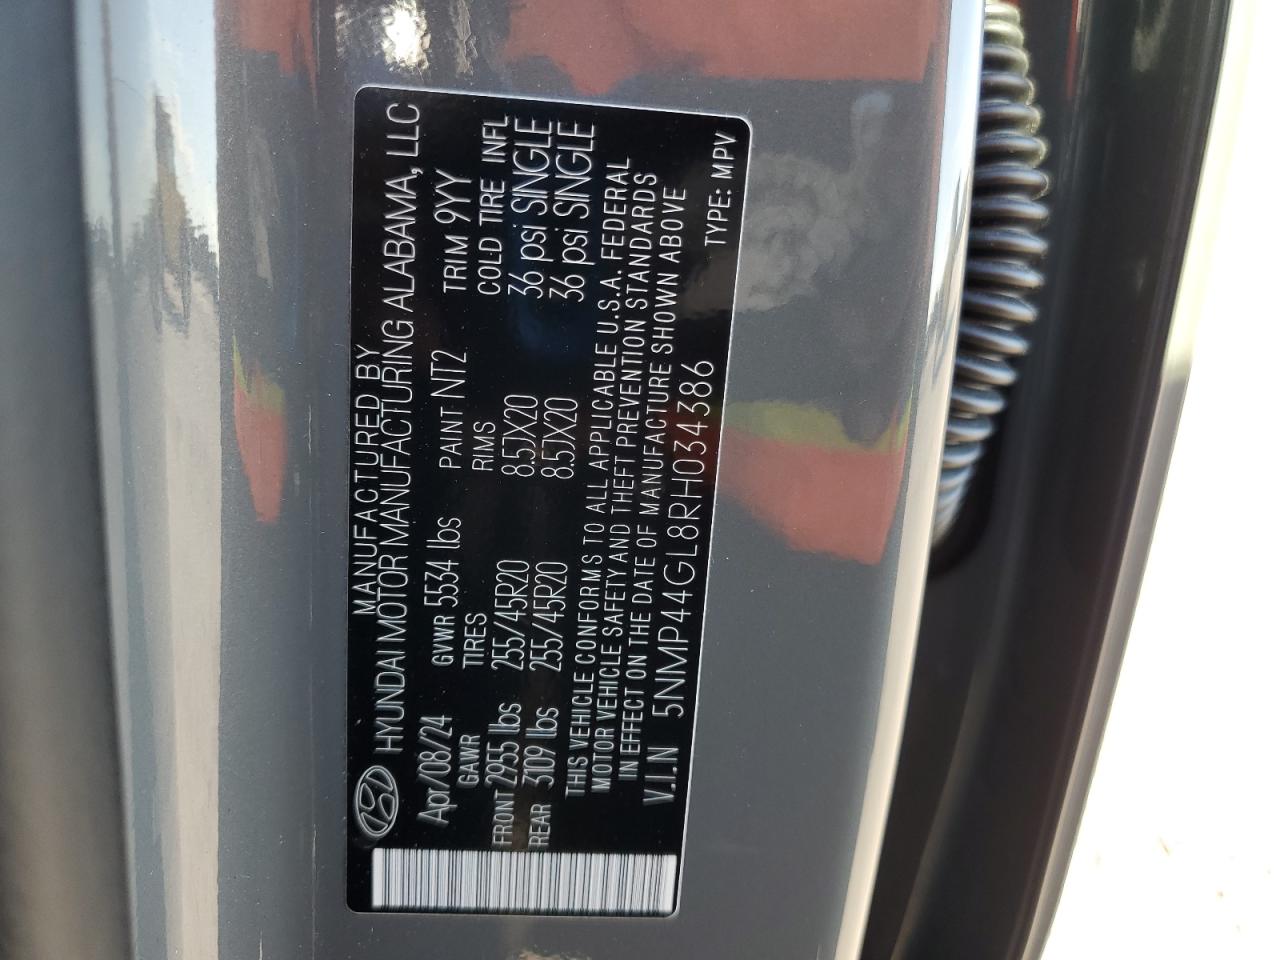 MANUFACTURED BY
HYUNDAI MOTOR MANUFACTURING ALABAMA, LLC
Apr/08/24 GVWR 5534 lbs PAINT NT2 TRIM 9YY
GAWR TIRES RIMS COLD TIRE INFL
FRONT 2955 lbs 255/45R20 8.5JX20 36 psi SINGLE
REAR 3109 lbs 255/45R20 8.5JX20 36 psi SINGLE
THIS VEHICLE CONFORMS TO ALL APPLICABLE U.S.A. FEDERAL
MOTOR VEHICLE SAFETY AND THEFT PREVENTION STANDARDS
IN EFFECT ON THE DATE OF MANUFACTURE SHOWN ABOVE
V.I.N 5NMP44GL8RH034386 TYPE: MPV